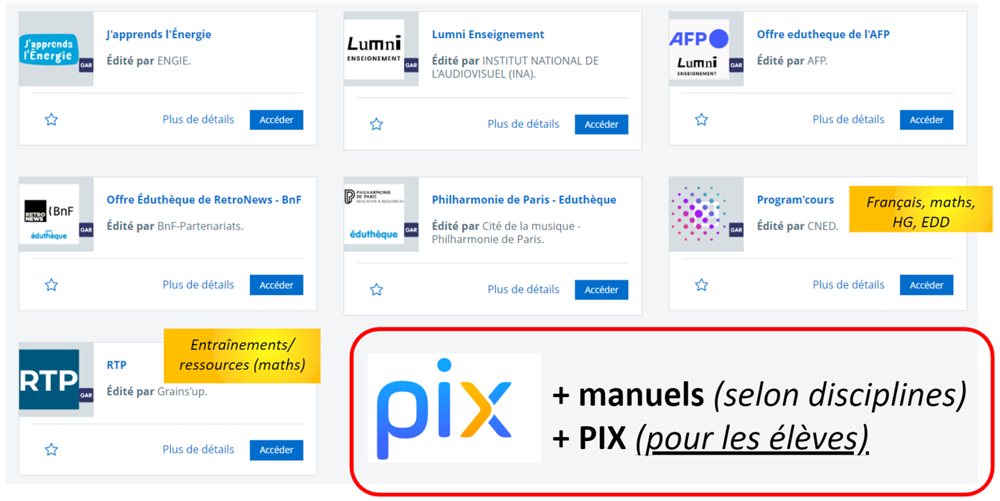 J'apprends
l'Énergie
GAR
J'apprends l'Énergie
Édité par ENGIE.
Plus de détails
Accéder
Lumni
ENSEIGNEMENT
GAR
Lumni Enseignement
Édité par INSTITUT NATIONAL DE
L'AUDIOVISUEL (INA).
Plus de détails
Accéder
AFP
Lumni
ENSEIGNEMENT
GAR
Offre edutheque de l'AFP
Édité par AFP.
Plus de détails
Accéder
RETRO
NEWS
(BnF
pour
éduthèque
GAR
Offre Éduthèque de RetroNews - BnF
Édité par BnF-Partenariats.
Plus de détails
Accéder
PHILHARMONIE
DE PARIS
EDUCATION & RESSOURCES
éduthèque
GAR
Philharmonie de Paris - Eduthèque
Édité par Cité de la musique -
Philharmonie de Paris.
Plus de détails
Accéder
GAR
Program'cours
Édité par CNED.
Français, maths,
HG, EDD
Plus de détails
Accéder
RTP
GAR
RTP
Édité par Grains'up.
Entraînements/
ressources (maths)
Plus de détails
Accéder
pix
+ manuels (selon disciplines)
+ PIX (pour les élèves)